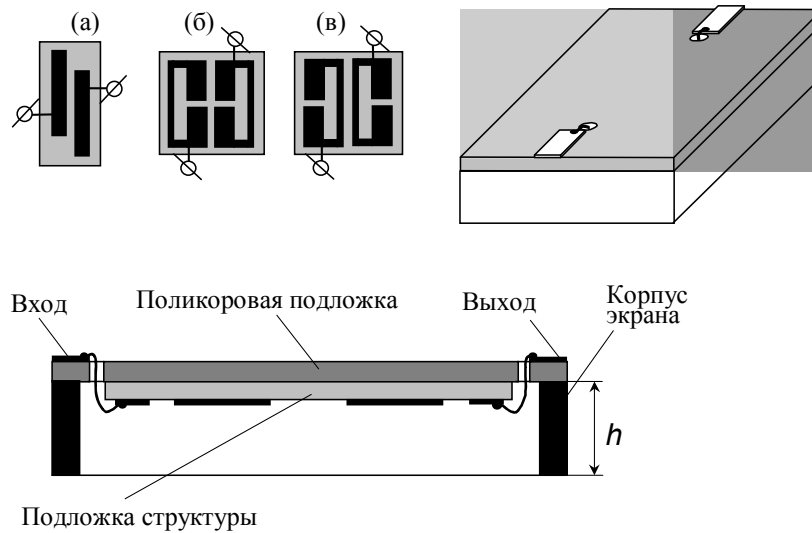 (а)
(б)
(в)
Вход
Поликоровая подложка
Выход
Корпус
экрана
h
Подложка структуры